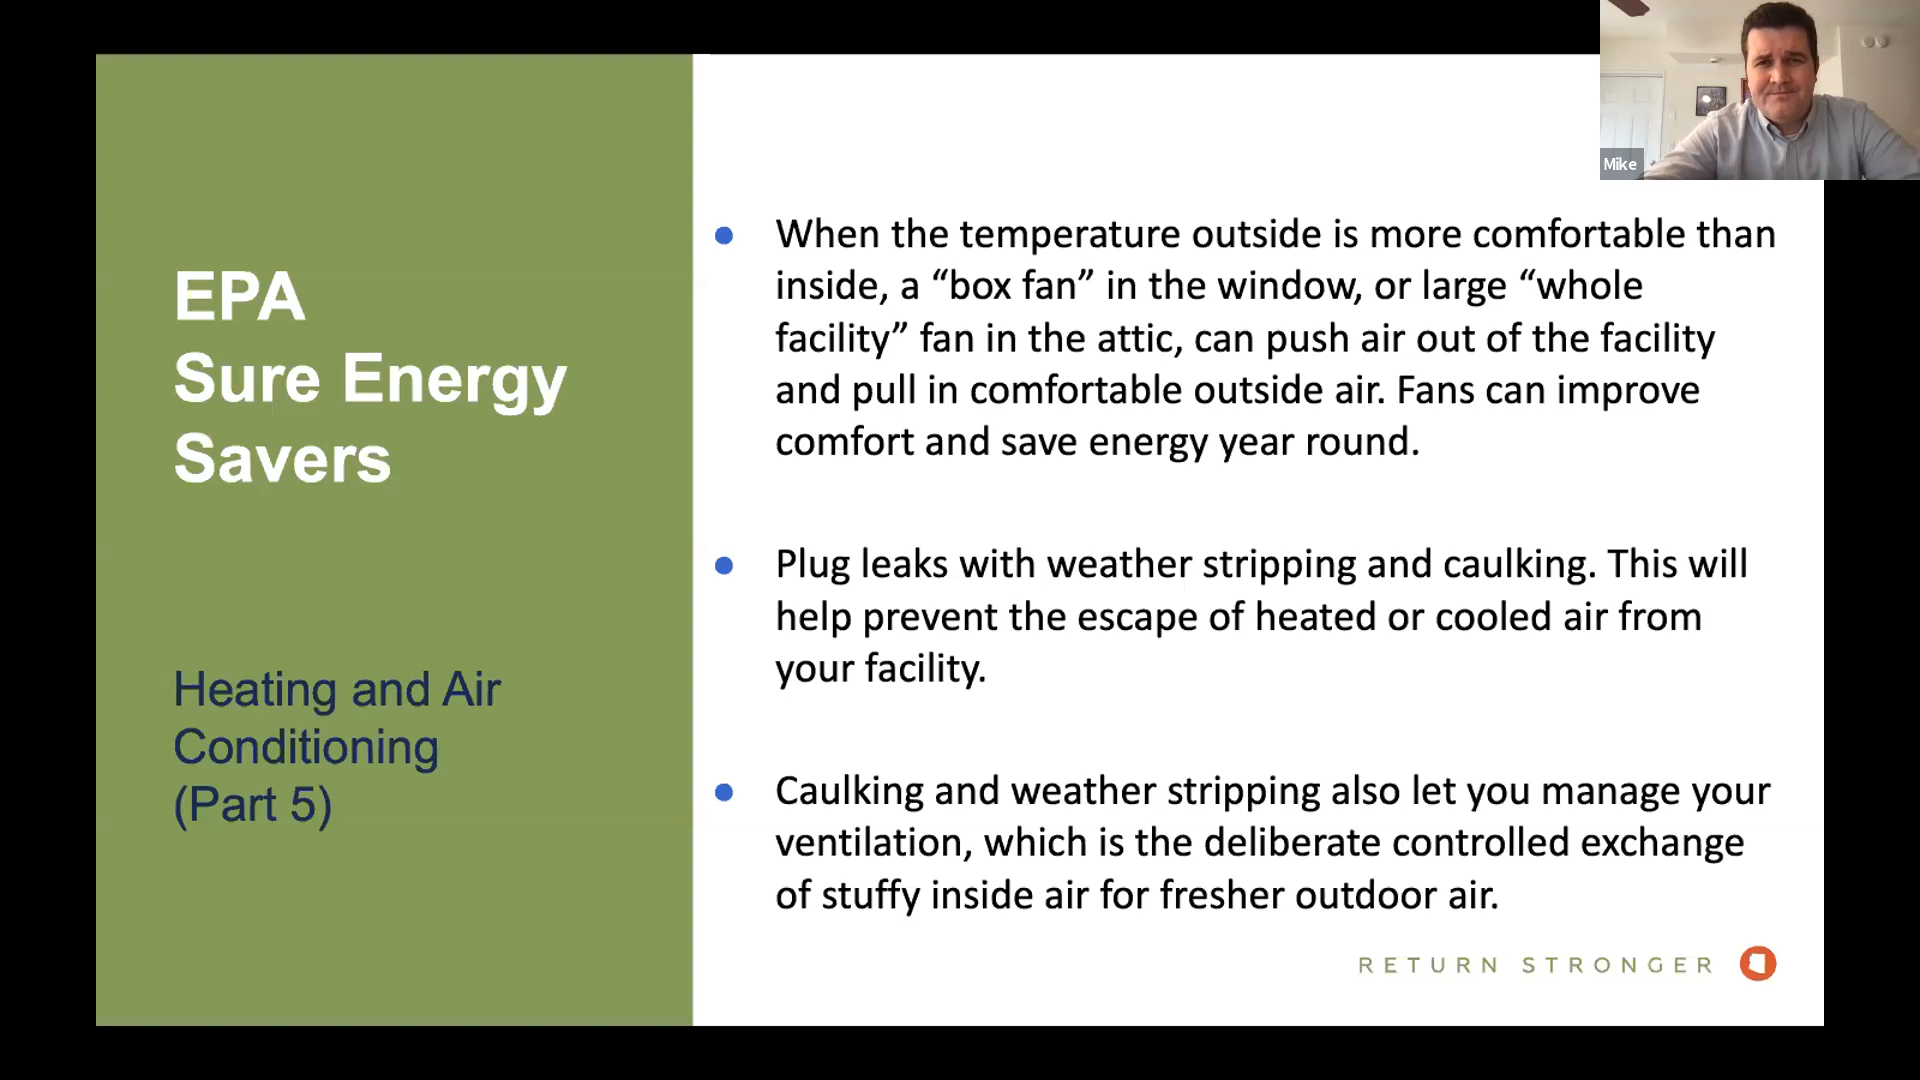 Mike
EPA
Sure Energy
Savers
Heating and Air
Conditioning
(Part 5)
● When the temperature outside is more comfortable than
inside, a “box fan” in the window, or large “whole
facility” fan in the attic, can push air out of the facility
and pull in comfortable outside air. Fans can improve
comfort and save energy year round.
● Plug leaks with weather stripping and caulking. This will
help prevent the escape of heated or cooled air from
your facility.
● Caulking and weather stripping also let you manage your
ventilation, which is the deliberate controlled exchange
of stuffy inside air for fresher outdoor air.
RETURN STRONGER